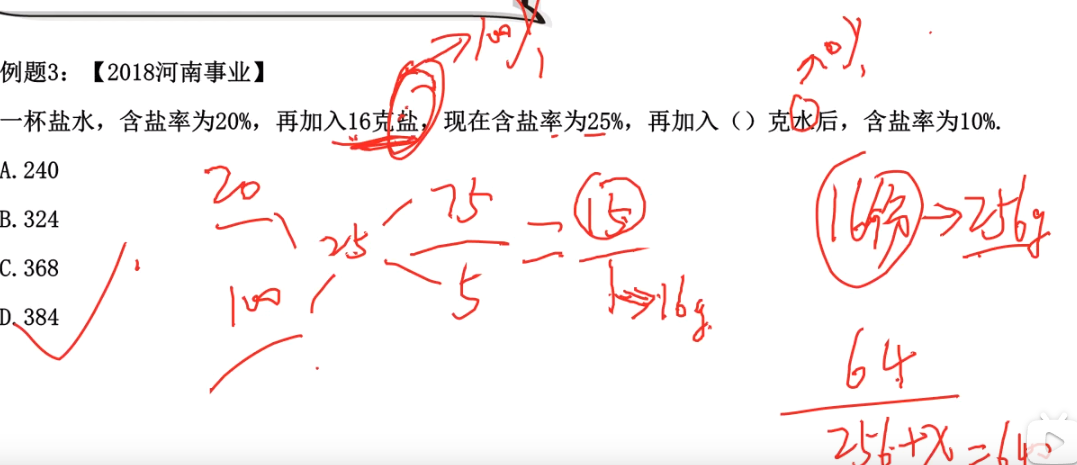 100%
0%
例题3：【2018河南事业】
一杯盐水，含盐率为20%，再加入16克盐，现在含盐率为25%，再加入（）克水后，含盐率为10%.
A.240
B.324
C.368
D.384
20
100
25
75
5
=
15
1→16g
16份→256g
64
256+x=640